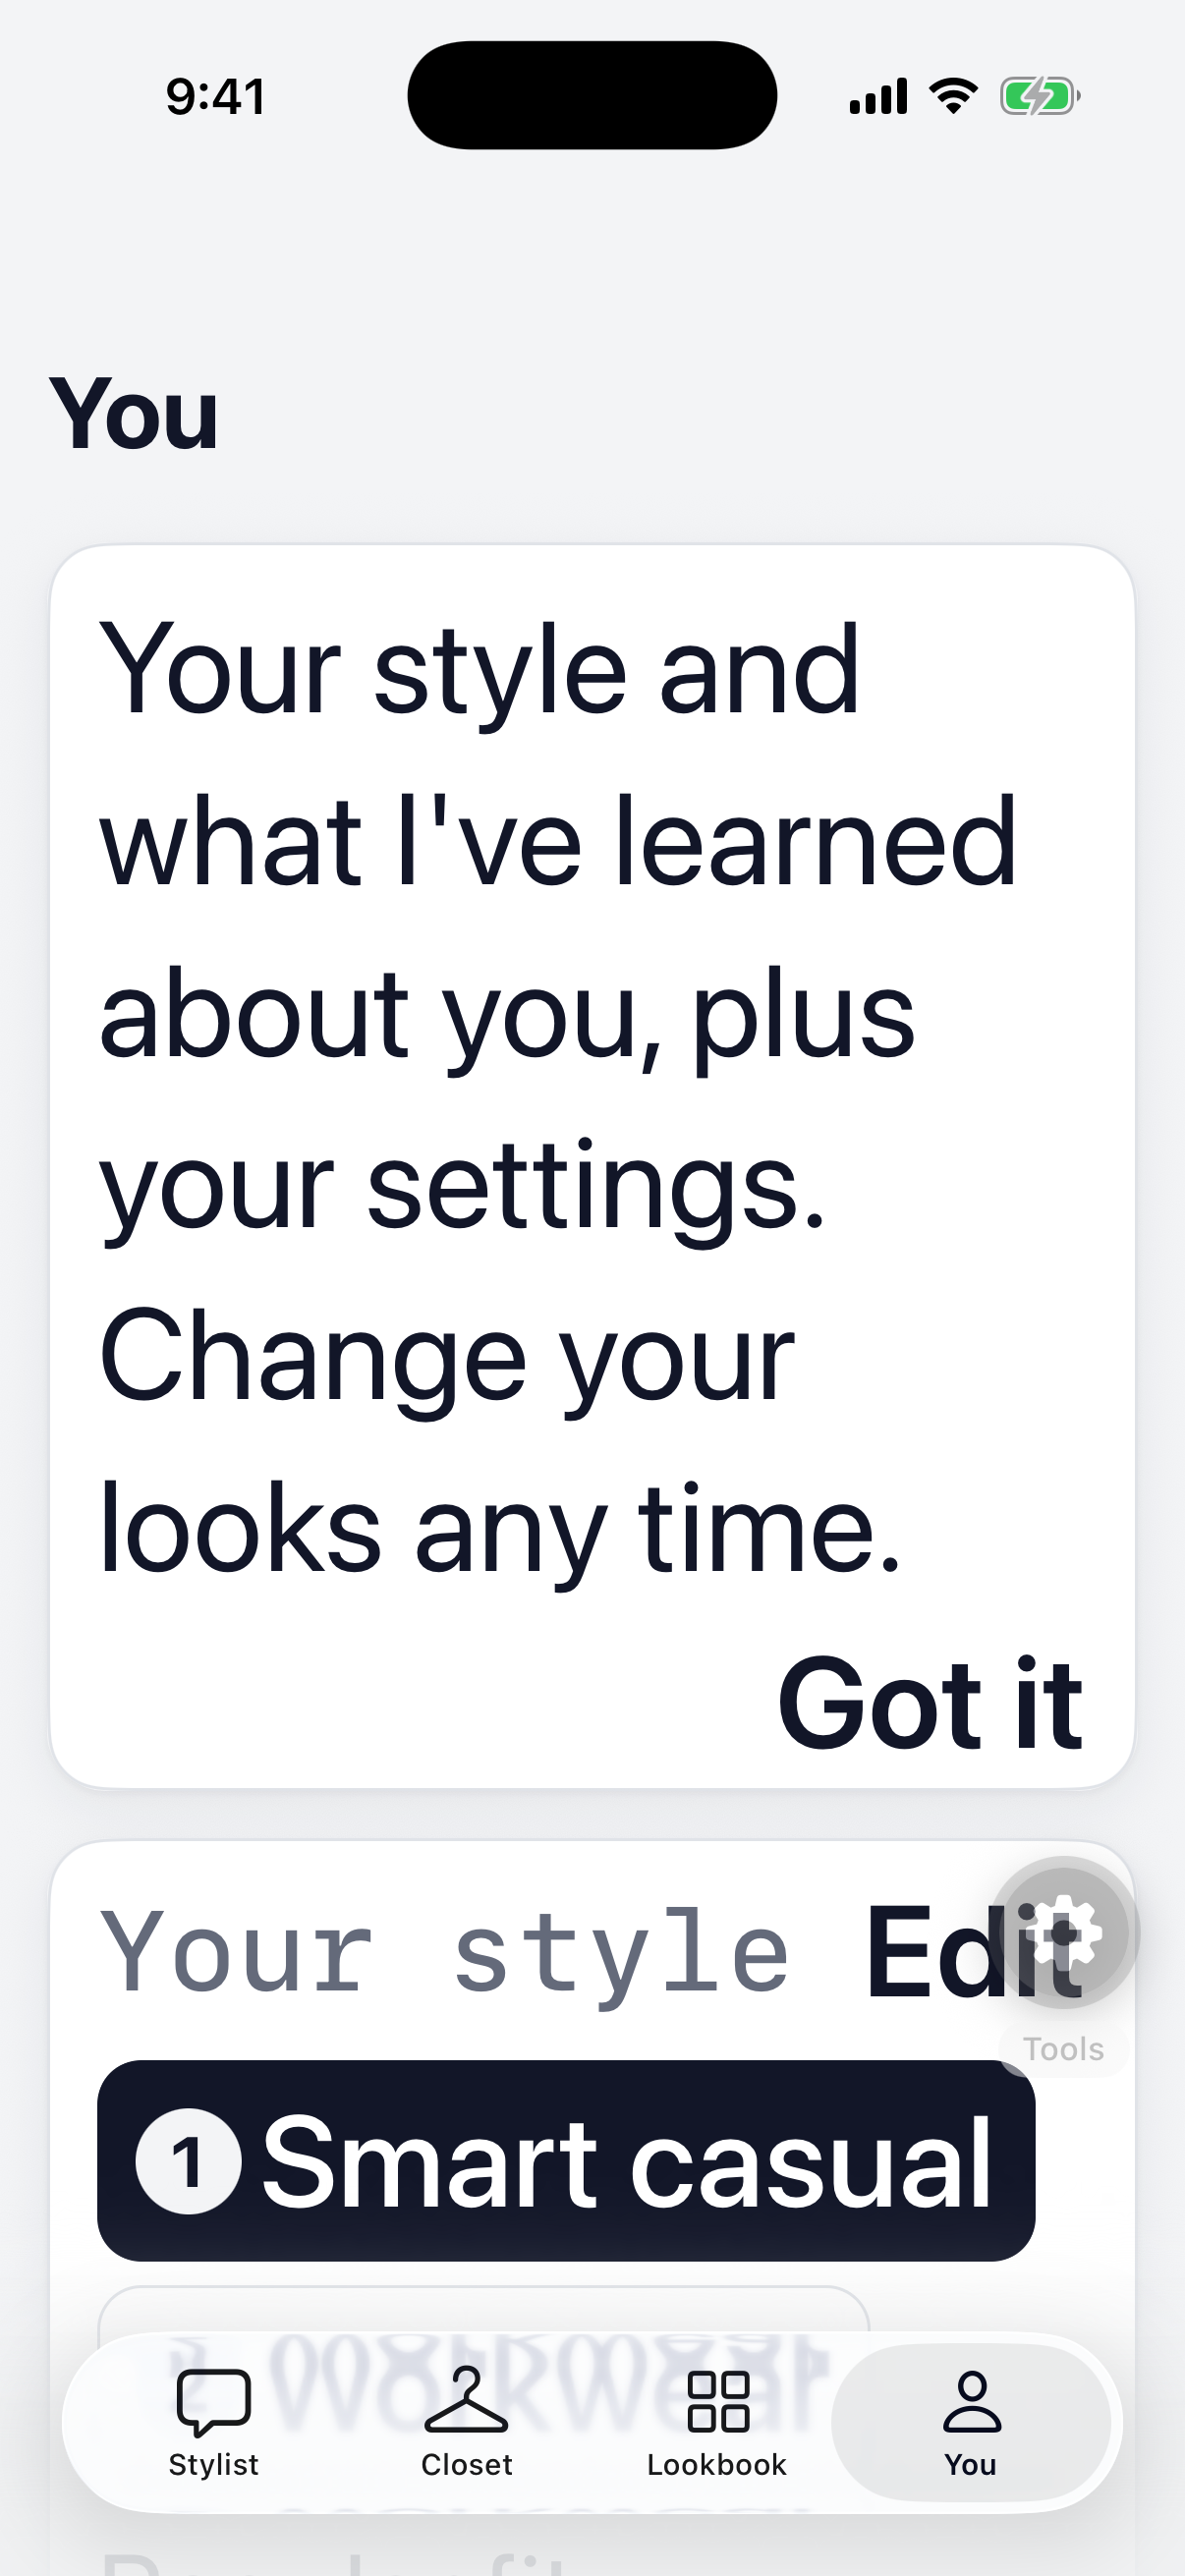 9:41
You
Your style and
what I've learned
about you, plus
your settings.
Change your
looks any time.
Got it
Your style Edit
Tools
1 Smart casual
Workwear
Stylist Closet Lookbook You